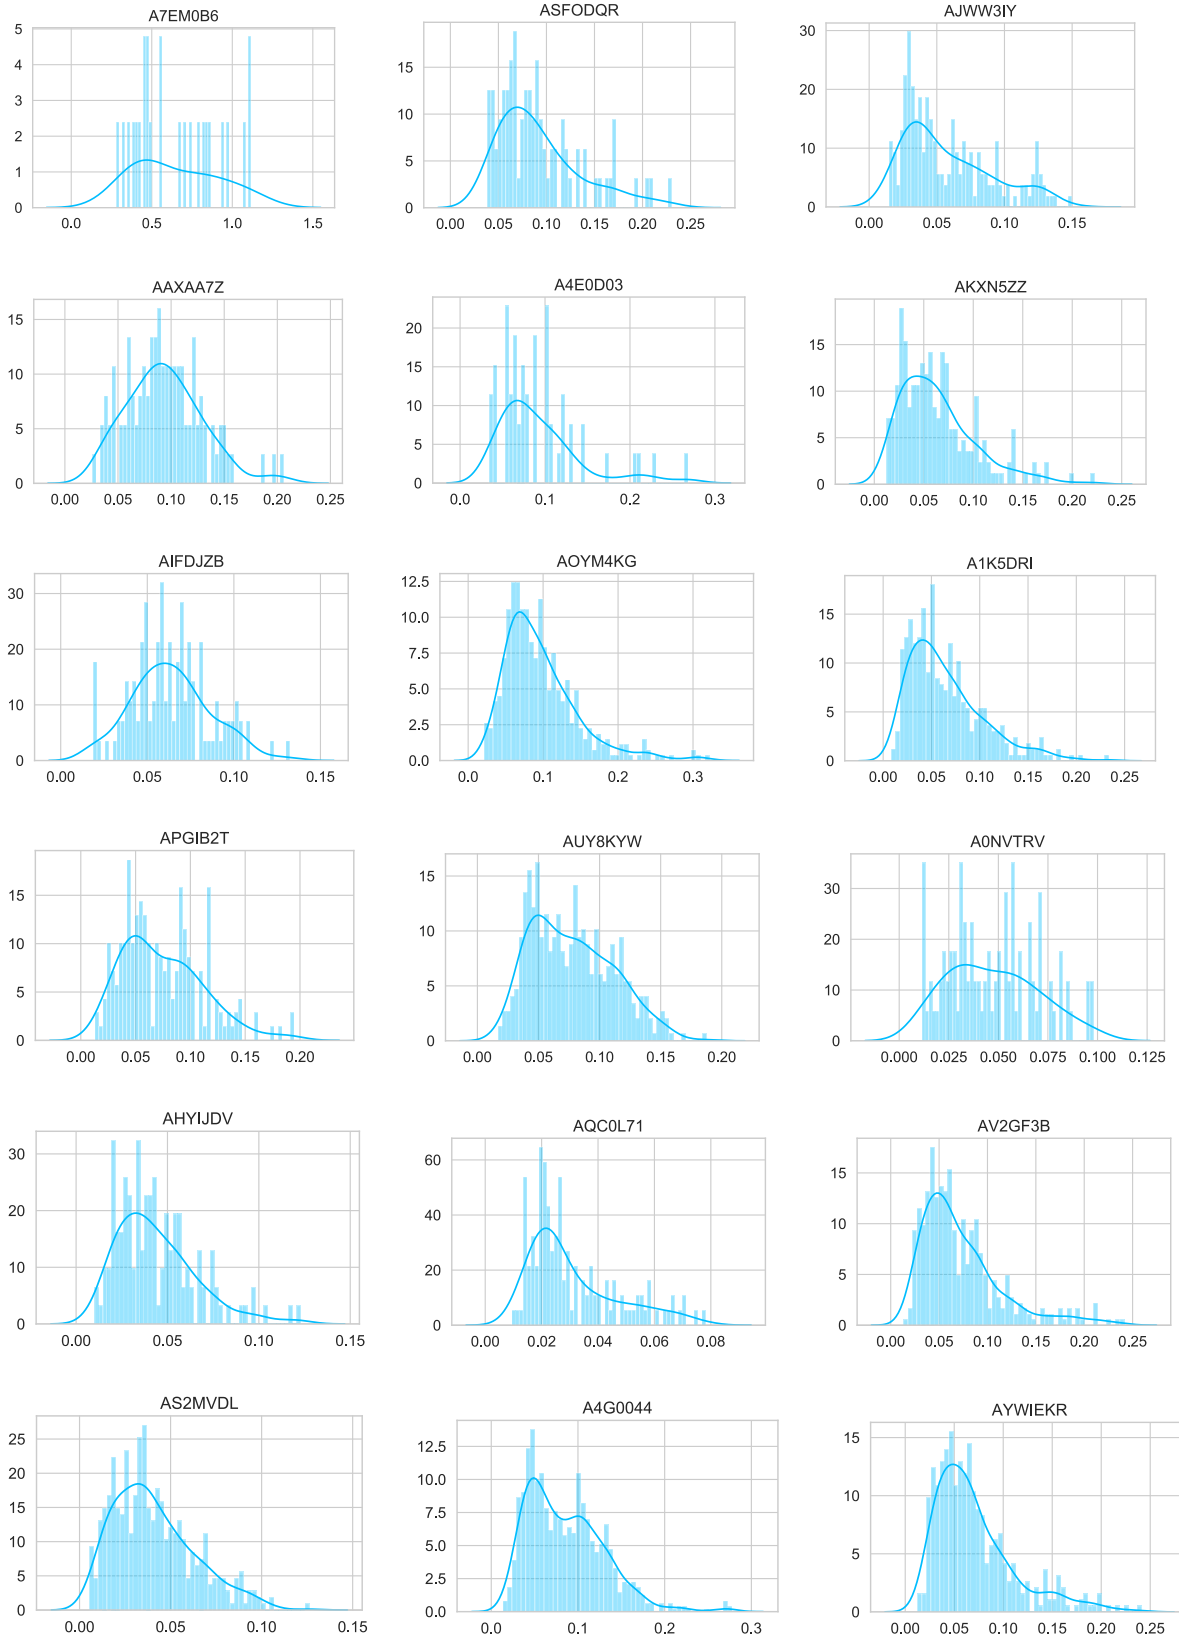 A7EM0B6
5
4
3
2
1
0
0.0 0.5 1.0 1.5
ASFODQR
15
10
5
0
0.00 0.05 0.10 0.15 0.20 0.25
AJWW3IY
30
20
10
0
0.00 0.05 0.10 0.15
AAXAA7Z
15
10
5
0
0.00 0.05 0.10 0.15 0.20 0.25
A4E0D03
20
15
10
5
0
0.0 0.1 0.2 0.3
AKXN5ZZ
15
10
5
0
0.00 0.05 0.10 0.15 0.20 0.25
AIFDJZB
30
20
10
0
0.00 0.05 0.10 0.15
AOYM4KG
12.5
10.0
7.5
5.0
2.5
0.0
0.0 0.1 0.2 0.3
A1K5DRI
15
10
5
0
0.00 0.05 0.10 0.15 0.20 0.25
APGIB2T
15
10
5
0
0.00 0.05 0.10 0.15 0.20
AUY8KYW
15
10
5
0
0.00 0.05 0.10 0.15 0.20
A0NVTRV
30
20
10
0
0.000 0.025 0.050 0.075 0.100 0.125
AHYIJDV
30
20
10
0
0.00 0.05 0.10 0.15
AQC0L71
60
40
20
0
0.00 0.02 0.04 0.06 0.08
AV2GF3B
15
10
5
0
0.00 0.05 0.10 0.15 0.20 0.25
AS2MVDL
25
20
15
10
5
0
0.00 0.05 0.10 0.15
A4G0044
12.5
10.0
7.5
5.0
2.5
0.0
0.0 0.1 0.2 0.3
AYWIEKR
15
10
5
0
0.00 0.05 0.10 0.15 0.20 0.25